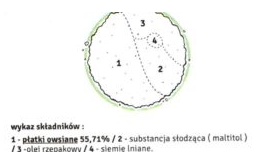 3
4
1
2
wykaz składników :
1 - płatki owsiane 55,71% / 2 - substancja słodząca ( maltitol )
/ 3 -olej rzepakowy / 4 - siemię lniane.